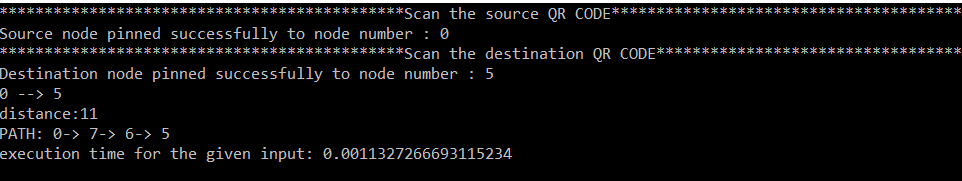 *********************************************Scan the source QR CODE***************************************
Source node pinned successfully to node number : 0
*********************************************Scan the destination QR CODE**********************************
Destination node pinned successfully to node number : 5
0 --> 5
distance:11
PATH: 0-> 7-> 6-> 5
execution time for the given input: 0.0011327266693115234